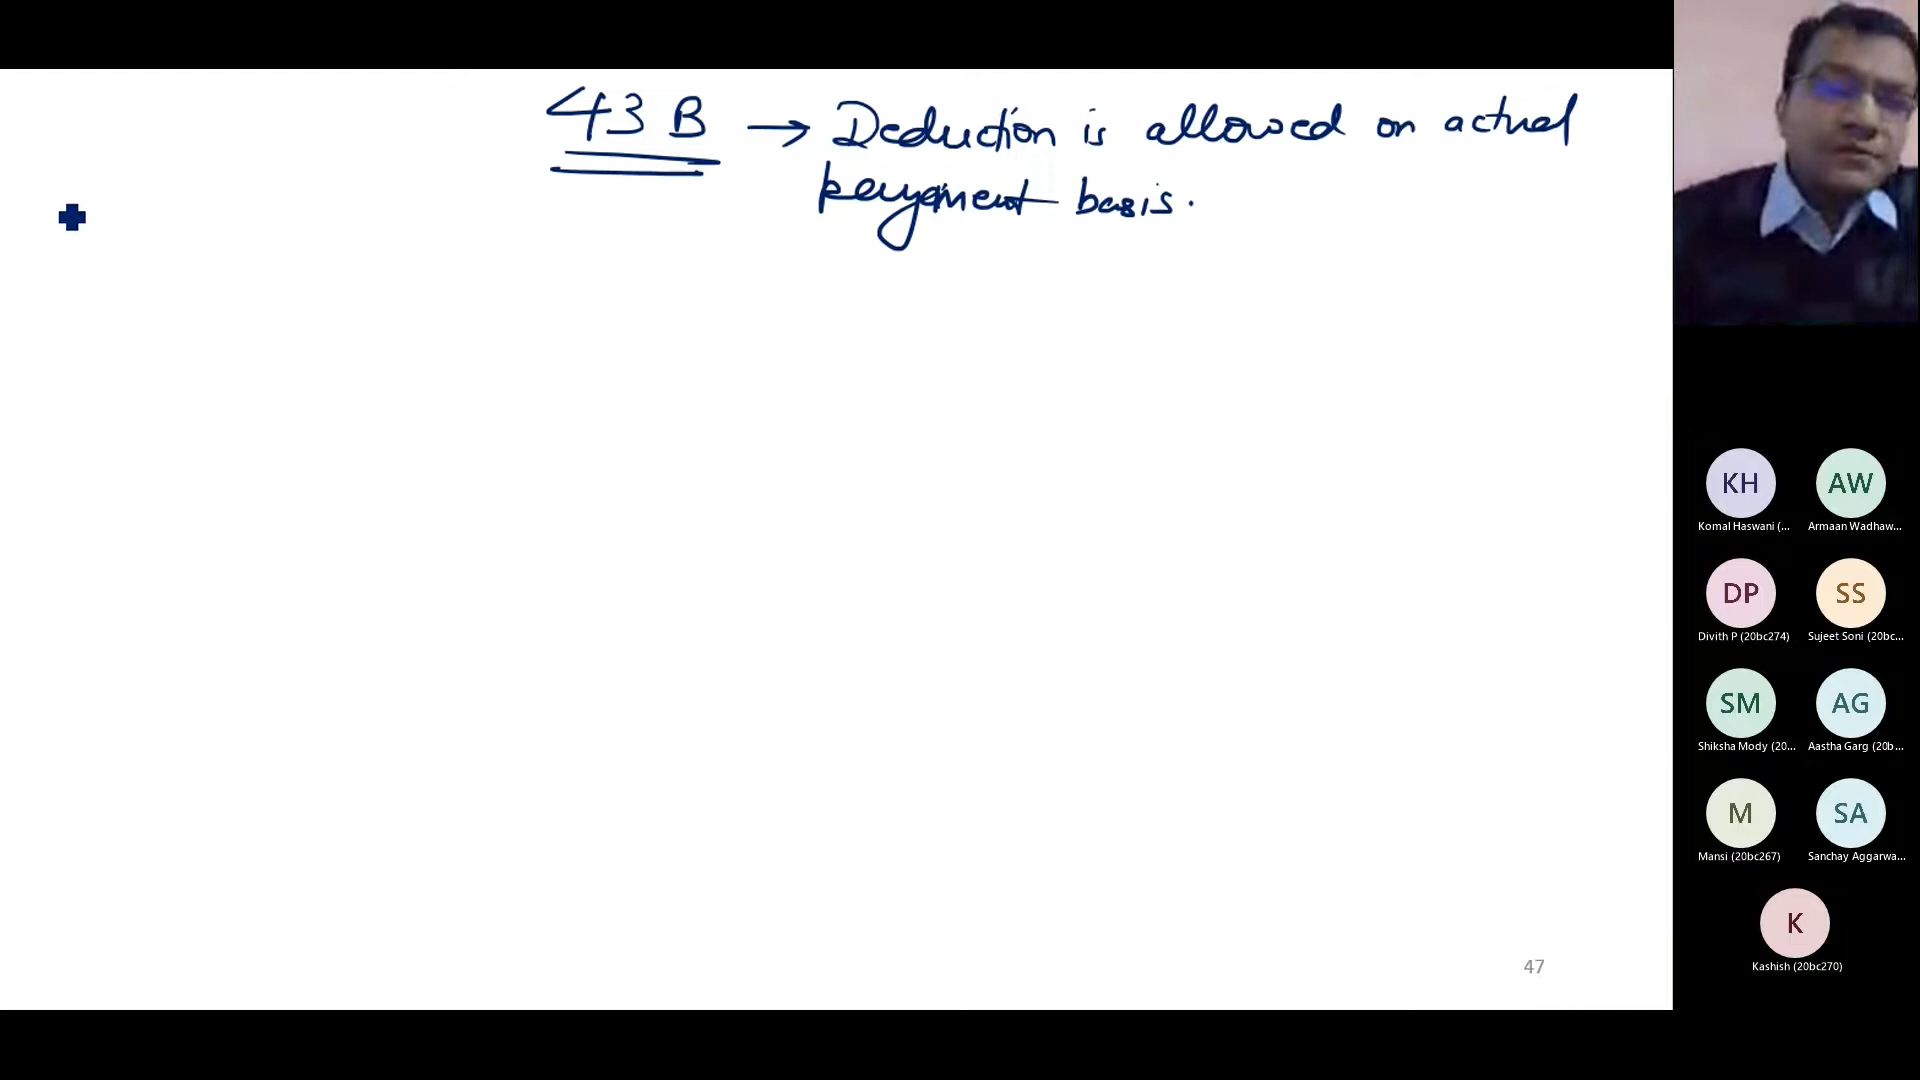 43 B → Deduction is allowed on actual
payment basis.
KH
AW
Komal Haswani (...
Armaan Wadhaw...
DP
SS
Divith P (20bc274)
Sujeet Soni (20bc...
SM
AG
Shiksha Mody (20...
Aastha Garg (20b...
M
SA
Mansi (20bc267)
Sanchay Aggarwa...
K
Kashish (20bc270)
47